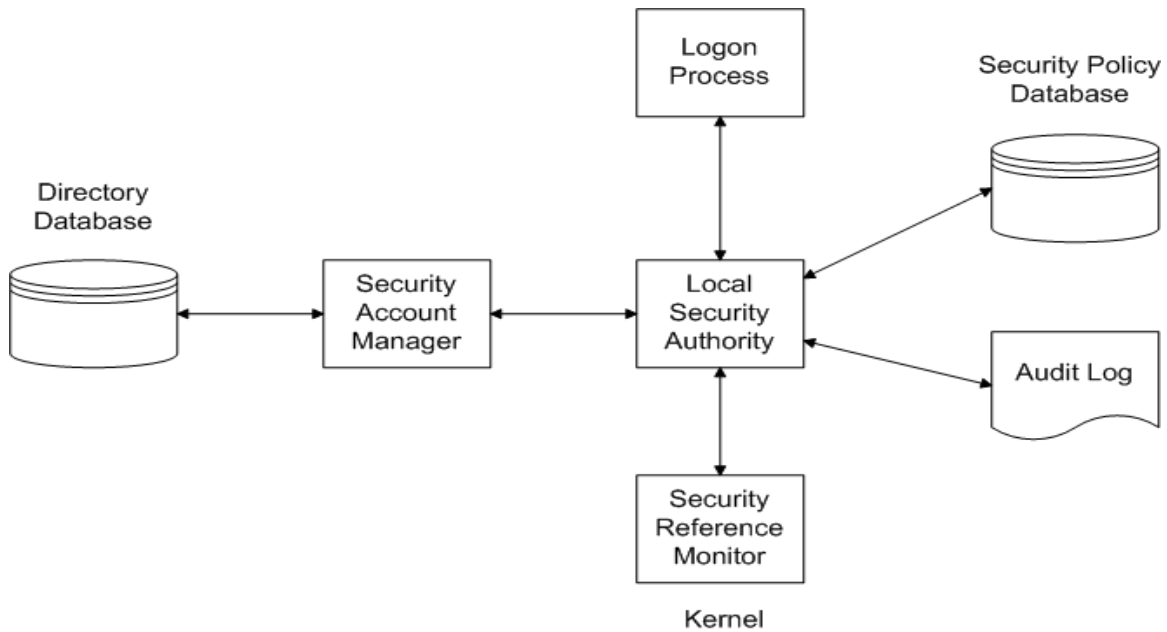 Logon
Process
Security Policy
Database
Directory
Database
Security
Account
Manager
Local
Security
Authority
Audit Log
Security
Reference
Monitor
Kernel